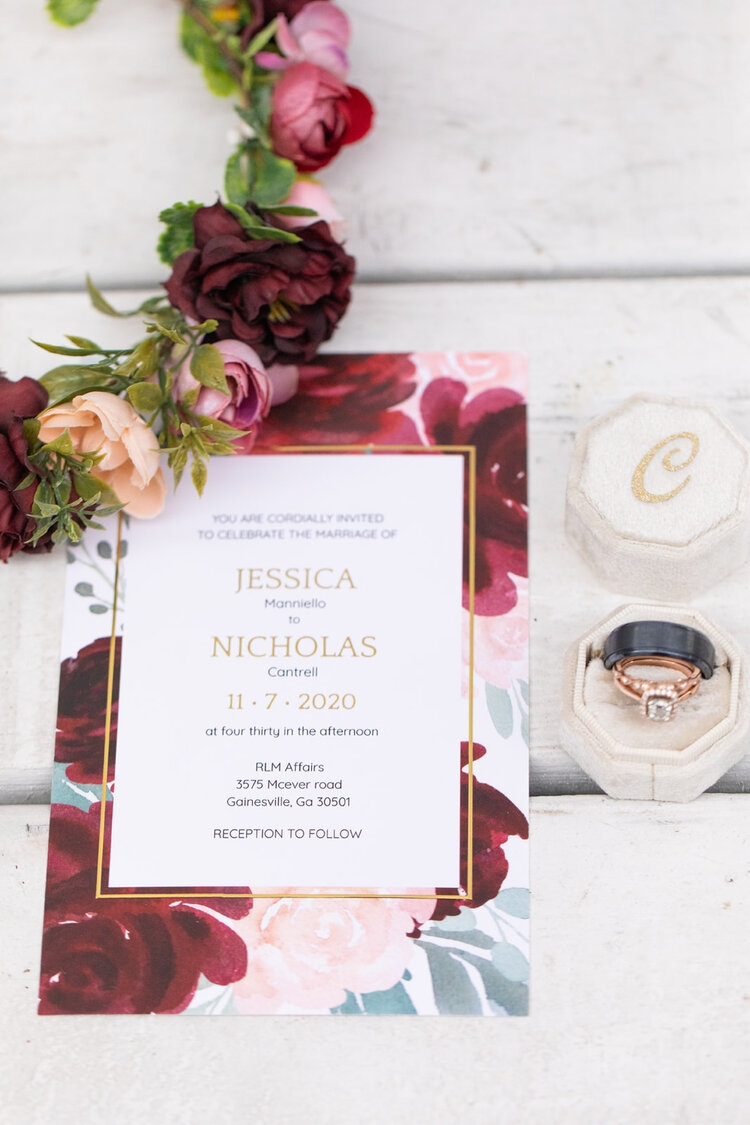 YOU ARE CORDIALLY INVITED
TO CELEBRATE THE MARRIAGE OF
JESSICA
Manniello
to
NICHOLAS
Cantrell
11 · 7 · 2020
at four thirty in the afternoon
RLM Affairs
3575 Mcever road
Gainesville, Ga 30501
RECEPTION TO FOLLOW
C